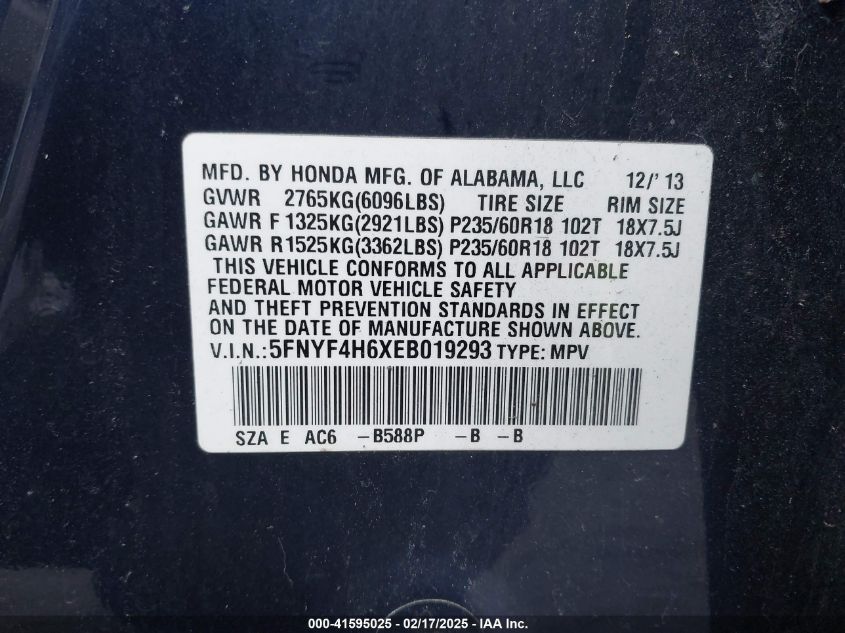 MFD. BY HONDA MFG. OF ALABAMA, LLC 12/'13
GVWR 2765KG(6096LBS) TIRE SIZE RIM SIZE
GAWR F 1325KG(2921LBS) P235/60R18 102T 18X7.5J
GAWR R 1525KG(3362LBS) P235/60R18 102T 18X7.5J
THIS VEHICLE CONFORMS TO ALL APPLICABLE
FEDERAL MOTOR VEHICLE SAFETY
AND THEFT PREVENTION STANDARDS IN EFFECT
ON THE DATE OF MANUFACTURE SHOWN ABOVE.
V.I.N.: 5FNYF4H6XEB019293 TYPE: MPV
SZA E AC6 -B588P -B -B
000-41595025 - 02/17/2025 - IAA Inc.